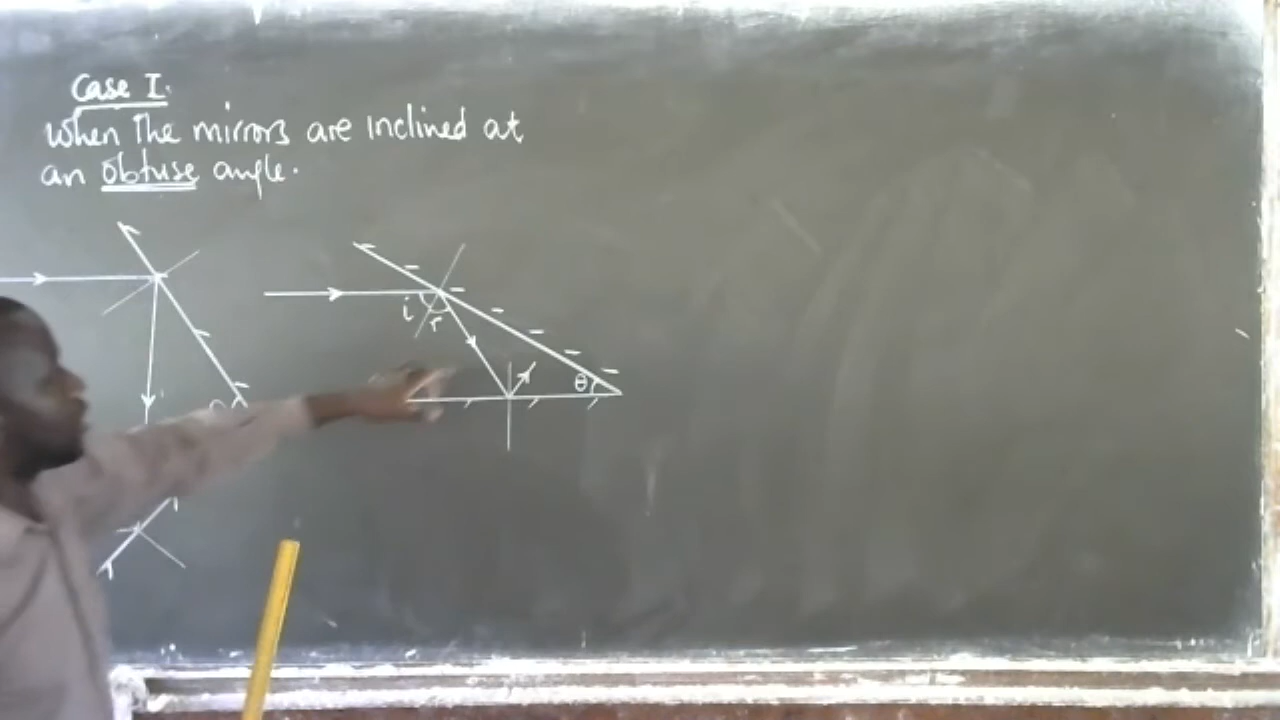 Case I.
When the mirrors are inclined at
an obtuse angle.
i
r
θ